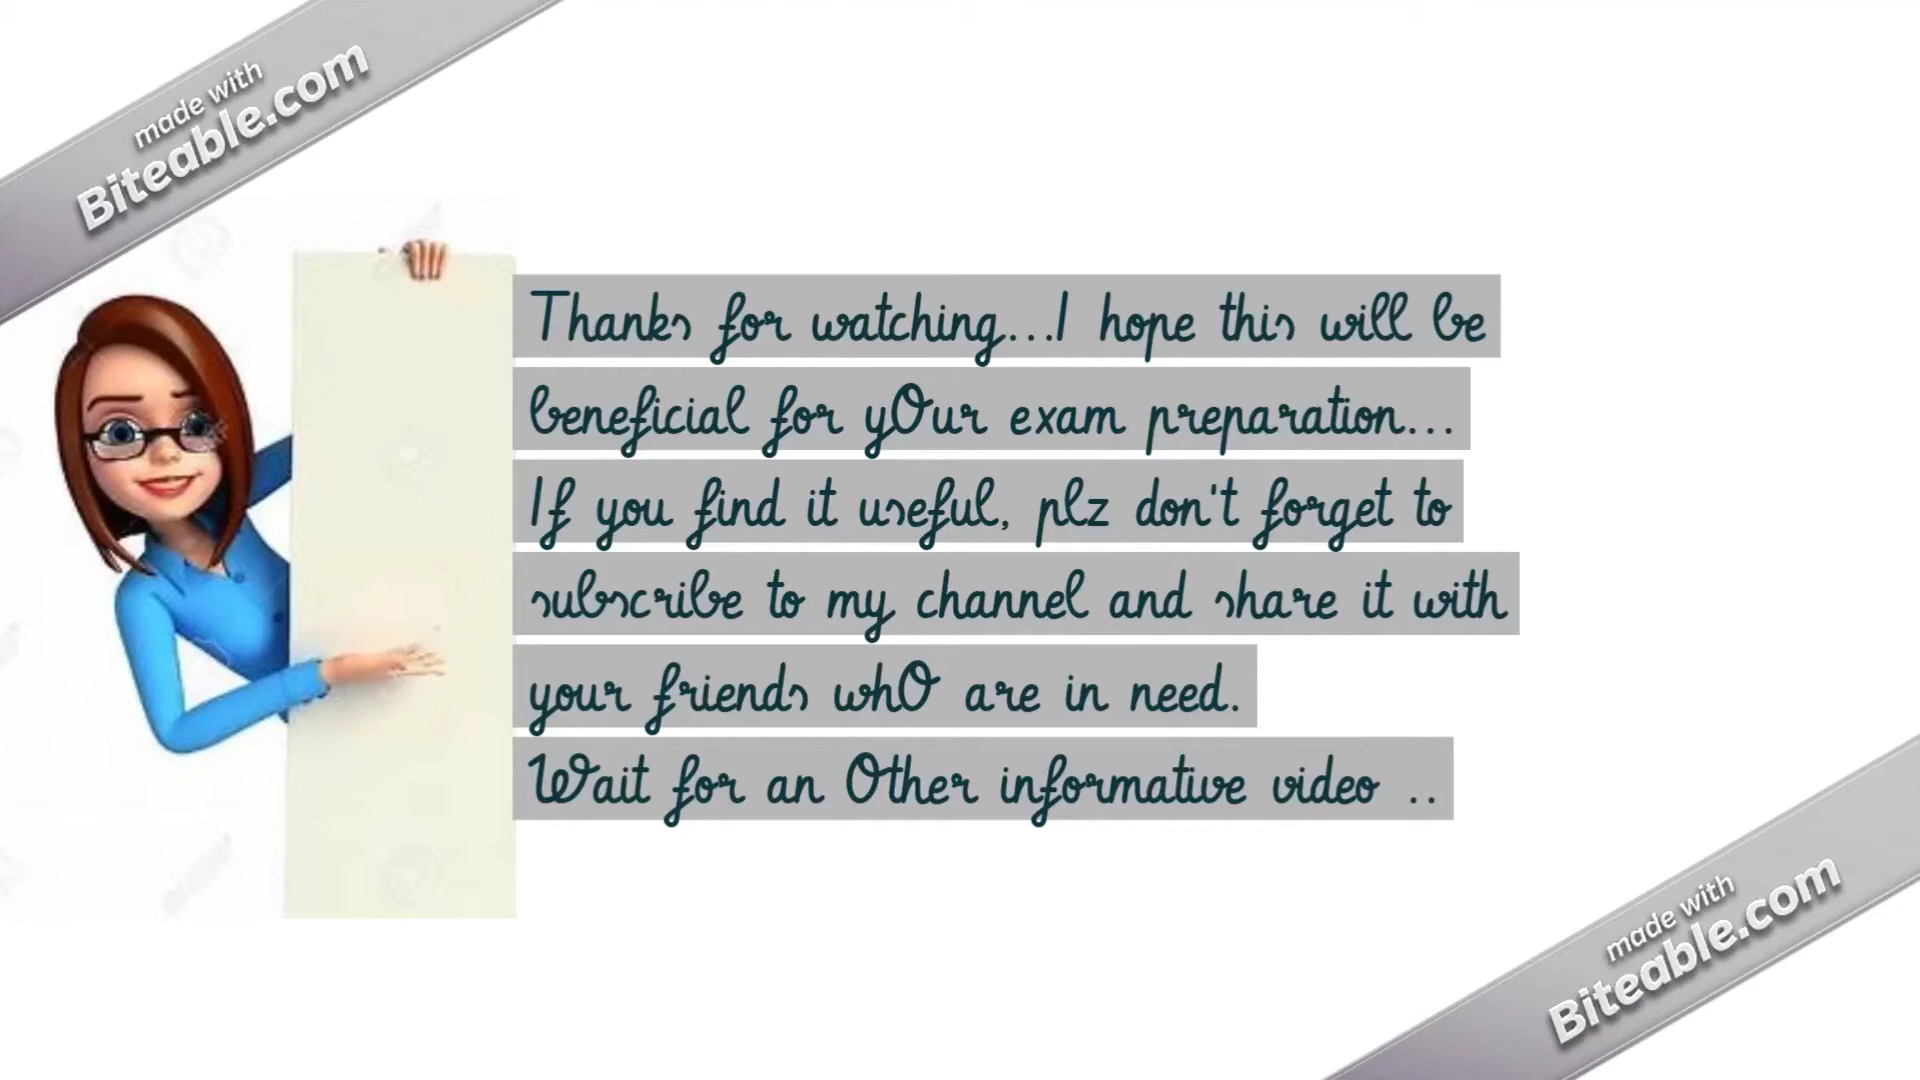 made with
Biteable.com
Thanks for watching...I hope this will be
beneficial for yOur exam preparation...
If you find it useful, plz don't forget to
subscribe to my channel and share it with
your friends whO are in need.
Wait for an Other informative video ..
made with
Biteable.com